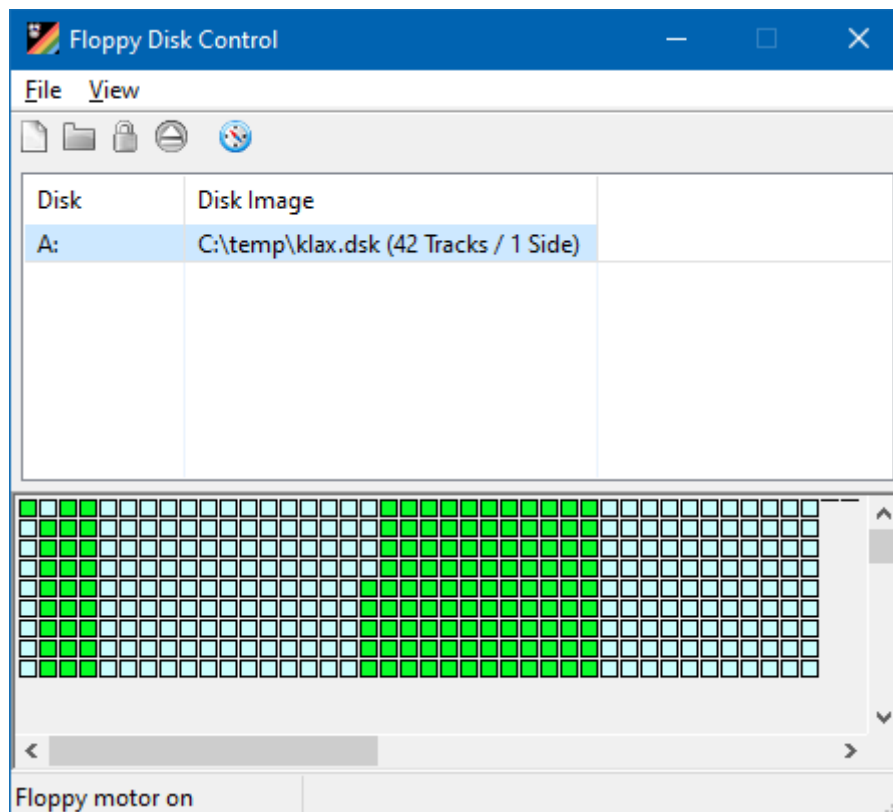 Floppy Disk Control
File View
Disk Disk Image
A: C:\temp\klax.dsk (42 Tracks / 1 Side)
Floppy motor on